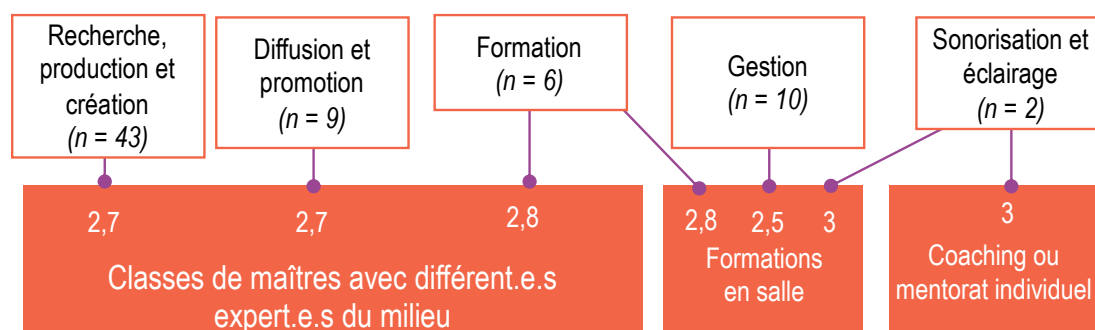 Recherche,
production et
création
(n = 43)
Diffusion et
promotion
(n = 9)
Formation
(n = 6)
Gestion
(n = 10)
Sonorisation et
éclairage
(n = 2)
2,7
2,7
2,8
Classes de maîtres avec différent.e.s
expert.e.s du milieu
2,8 2,5 3
Formations
en salle
3
Coaching ou
mentorat individuel